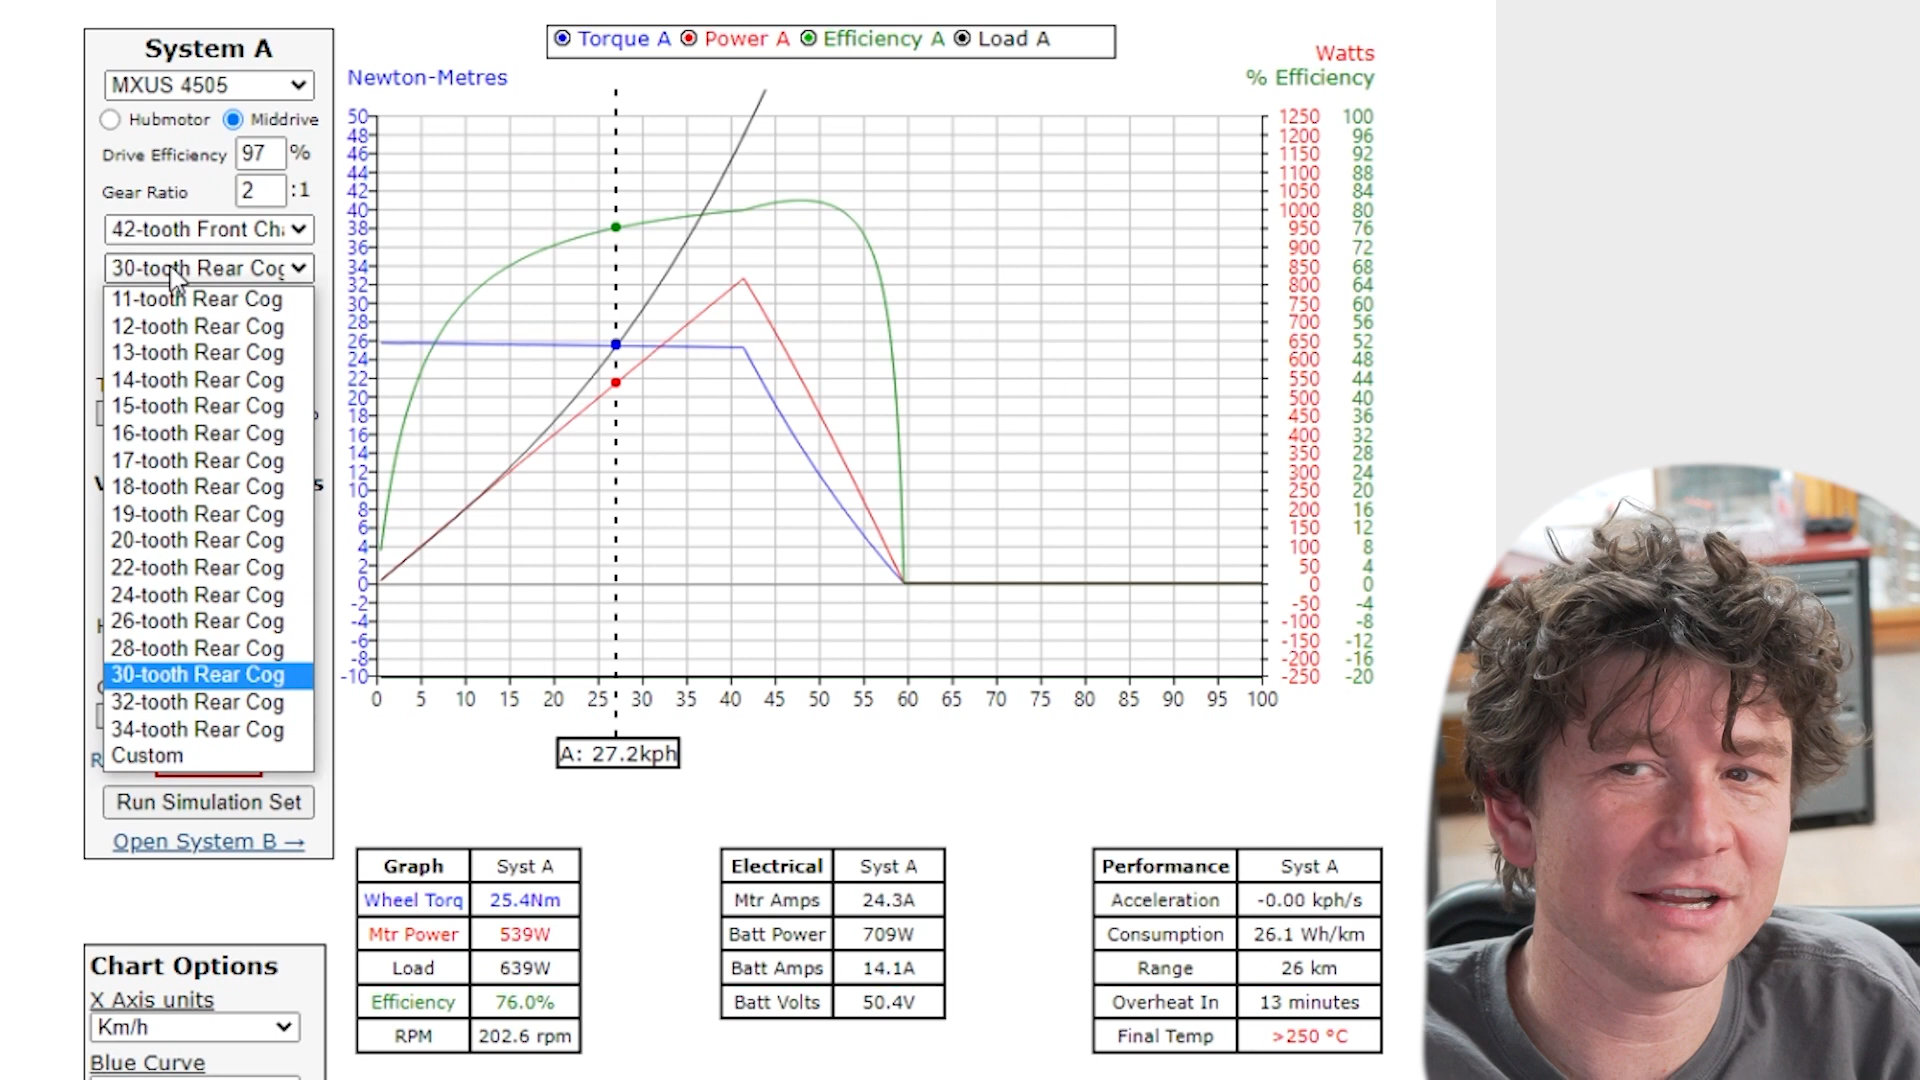 System A
MXUS 4505
Hubmotor Middrive
Drive Efficiency 97 %
Gear Ratio 2 :1
42-tooth Front Cha
30-tooth Rear Cog
11-tooth Rear Cog
12-tooth Rear Cog
13-tooth Rear Cog
14-tooth Rear Cog
15-tooth Rear Cog
16-tooth Rear Cog
17-tooth Rear Cog
18-tooth Rear Cog
19-tooth Rear Cog
20-tooth Rear Cog
22-tooth Rear Cog
24-tooth Rear Cog
26-tooth Rear Cog
28-tooth Rear Cog
30-tooth Rear Cog
32-tooth Rear Cog
34-tooth Rear Cog
Custom
Run Simulation Set
Open System B →
Chart Options
X Axis units
Km/h
Blue Curve
Torque A Power A Efficiency A Load A
Newton-Metres
Watts
% Efficiency
50 1250 100
48 1200 96
46 1150 92
44 1100 88
42 1050 84
40 1000 80
38 950 76
36 900 72
34 850 68
32 800 64
30 750 60
28 700 56
26 650 52
24 600 48
22 550 44
20 500 40
18 450 36
16 400 32
14 350 28
12 300 24
10 250 20
8 200 16
6 150 12
4 100 8
2 50 4
0 0 0
-2 -50 -4
-4 -100 -8
-6 -150 -12
-8 -200 -16
-10 -250 -20
0 5 10 15 20 25 30 35 40 45 50 55 60 65 70 75 80 85 90 95 100
A: 27.2kph
Graph Syst A
Wheel Torq 25.4Nm
Mtr Power 539W
Load 639W
Efficiency 76.0%
RPM 202.6 rpm
Electrical Syst A
Mtr Amps 24.3A
Batt Power 709W
Batt Amps 14.1A
Batt Volts 50.4V
Performance Syst A
Acceleration -0.00 kph/s
Consumption 26.1 Wh/km
Range 26 km
Overheat In 13 minutes
Final Temp >250 °C